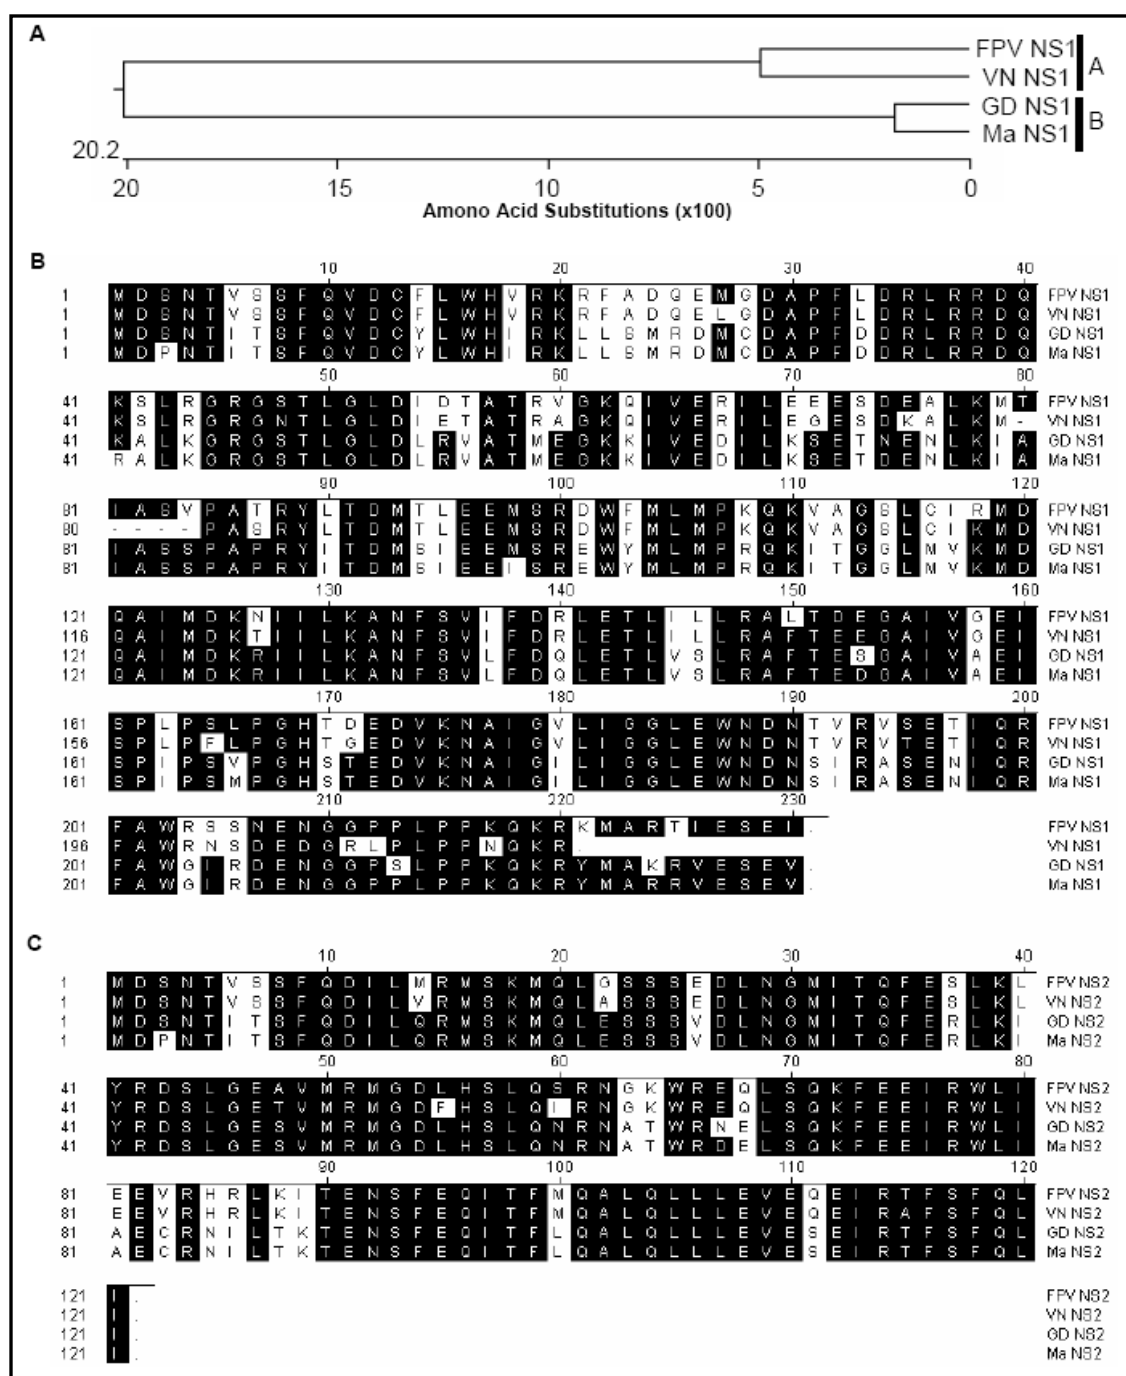 A
FPV NS1
VN NS1
A
GD NS1
Ma NS1
B
20.2
20 15 10 5 0
Amono Acid Substitutions (x100)
B
10 20 30 40
1 M D S N T V S S F Q V D C F L W H V R K R F A D Q E M G D A P F L D R L R R D Q FPV NS1
1 M D S N T V S S F Q V D C F L W H V R K R F A D Q E L G D A P F L D R L R R D Q VN NS1
1 M D S N T I T S F Q V D C Y L W H I R K L L S M R D M C D A P F D D R L R R D Q GD NS1
1 M D P N T I T S F Q V D C Y L W H I R K L L S M R D M C D A P F D D R L R R D Q Ma NS1
50 60 70 80
41 K S L R G R G S T L G L D I D T A T R V G K Q I V E R I L E E E S D E A L K M T FPV NS1
41 K S L R G R G N T L G L D I E T A T R A G K Q I V E R I L E G E S D K A L K M - VN NS1
41 K A L K G R G S T L G L D L R V A T M E G K K I V E D I L K S E T N E N L K I A GD NS1
41 R A L K G R G S T L G L D L R V A T M E G K K I V E D I L K S E T D E N L K I A Ma NS1
90 100 110 120
81 I A S V P A T R Y L T D M T L E E M S R D W F M L M P K Q K V A G S L C I R M D FPV NS1
80 - - - - P A S R Y L T D M T L E E M S R D W F M L M P K Q K V A G S L C I K M D VN NS1
81 I A S S P A P R Y I T D M S I E E M S R E W Y M L M P R Q K I T G G L M V K M D GD NS1
81 I A S S P A P R Y I T D M S I E E I S R E W Y M L M P R Q K I T G G L M V K M D Ma NS1
130 140 150 160
121 Q A I M D K N I I L K A N F S V I F D R L E T L I L L R A L T D E G A I V G E I FPV NS1
116 Q A I M D K T I I L K A N F S V I F D R L E T L I L L R A F T E E G A I V G E I VN NS1
121 Q A I M D K R I I L K A N F S V L F D Q L E T L V S L R A F T E S G A I V A E I GD NS1
121 Q A I M D K R I I L K A N F S V L F D Q L E T L V S L R A F T E D G A I V A E I Ma NS1
170 180 190 200
161 S P L P S L P G H T D E D V K N A I G V L I G G L E W N D N T V R V S E T I Q R FPV NS1
156 S P L P F L P G H T G E D V K N A I G V L I G G L E W N D N T V R V T E T I Q R VN NS1
161 S P I P S V P G H S T E D V K N A I G I L I G G L E W N D N S I R A S E N I Q R GD NS1
161 S P I P S M P G H S T E D V K N A I G I L I G G L E W N D N S I R A S E N I Q R Ma NS1
210 220 230
201 F A W R S S N E N G G P P L P P K Q K R K M A R T I E S E I . FPV NS1
196 F A W R N S D E D G R L P L P P N Q K R . VN NS1
201 F A W G I R D E N G G P S L P P K Q K R Y M A K R V E S E V . GD NS1
201 F A W G I R D E N G G P P L P P K Q K R Y M A R R V E S E V . Ma NS1
C
10 20 30 40
1 M D S N T V S S F Q D I L M R M S K M Q L G S S S E D L N G M I T Q F E S L K L FPV NS2
1 M D S N T V S S F Q D I L V R M S K M Q L A S S S E D L N G M I T Q F E S L K L VN NS2
1 M D S N T I T S F Q D I L Q R M S K M Q L E S S S V D L N G M I T Q F E R L K I GD NS2
1 M D P N T I T S F Q D I L Q R M S K M Q L E S S S V D L N G M I T Q F E R L K I Ma NS2
50 60 70 80
41 Y R D S L G E A V M R M G D L H S L Q S R N G K W R E Q L S Q K F E E I R W L I FPV NS2
41 Y R D S L G E T V M R M G D F H S L Q I R N G K W R E Q L S Q K F E E I R W L I VN NS2
41 Y R D S L G E S V M R M G D L H S L Q N R N A T W R N E L S Q K F E E I R W L I GD NS2
41 Y R D S L G E S V M R M G D L H S L Q N R N A T W R D E L S Q K F E E I R W L I Ma NS2
90 100 110 120
81 E E V R H R L K I T E N S F E Q I T F M Q A L Q L L L E V E Q E I R T F S F Q L FPV NS2
81 E E V R H R L K I T E N S F E Q I T F M Q A L Q L L L E V E Q E I R A F S F Q L VN NS2
81 A E C R N I L T K T E N S F E Q I T F L Q A L Q L L L E V E S E I R T F S F Q L GD NS2
81 A E C R N I L T K T E N S F E Q I T F L Q A L Q L L L E V E S E I R T F S F Q L Ma NS2
121 I . FPV NS2
121 I . VN NS2
121 I . GD NS2
121 I . Ma NS2